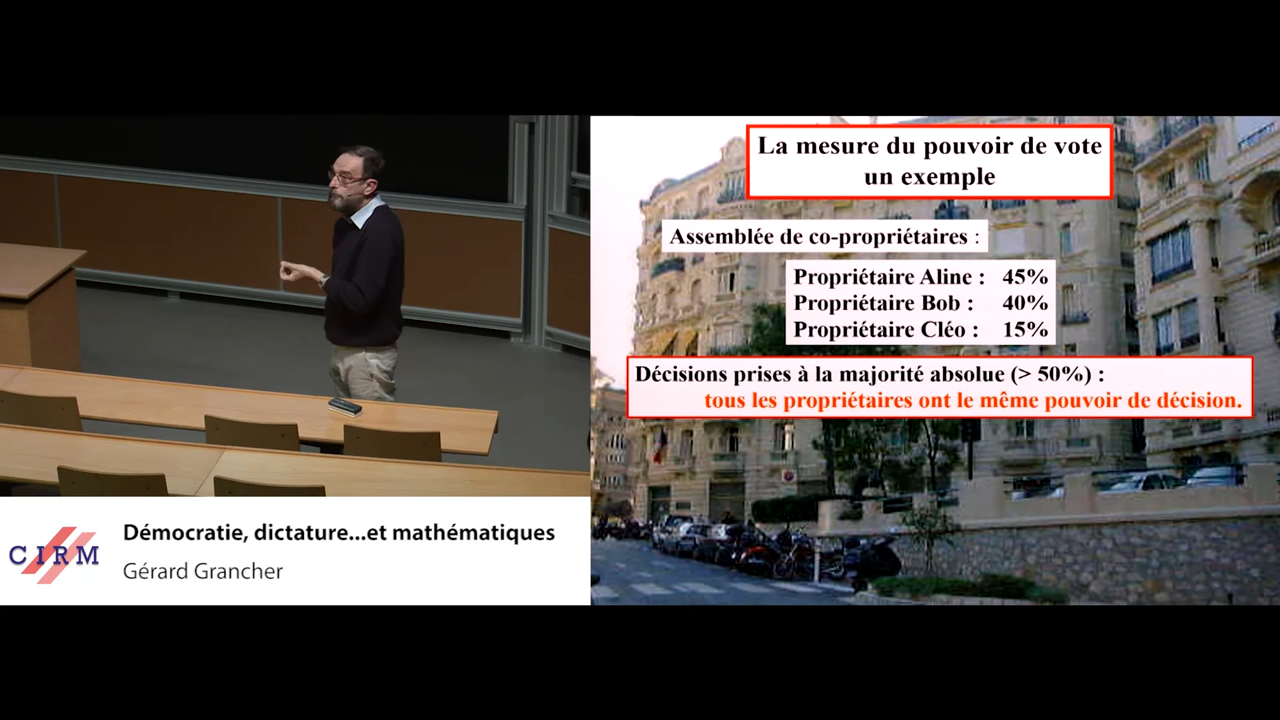 La mesure du pouvoir de vote
un exemple
Assemblée de co-propriétaires :
Propriétaire Aline : 45%
Propriétaire Bob : 40%
Propriétaire Cléo : 15%
Décisions prises à la majorité absolue (> 50%) :
tous les propriétaires ont le même pouvoir de décision.
CIRM
Démocratie, dictature...et mathématiques
Gérard Grancher